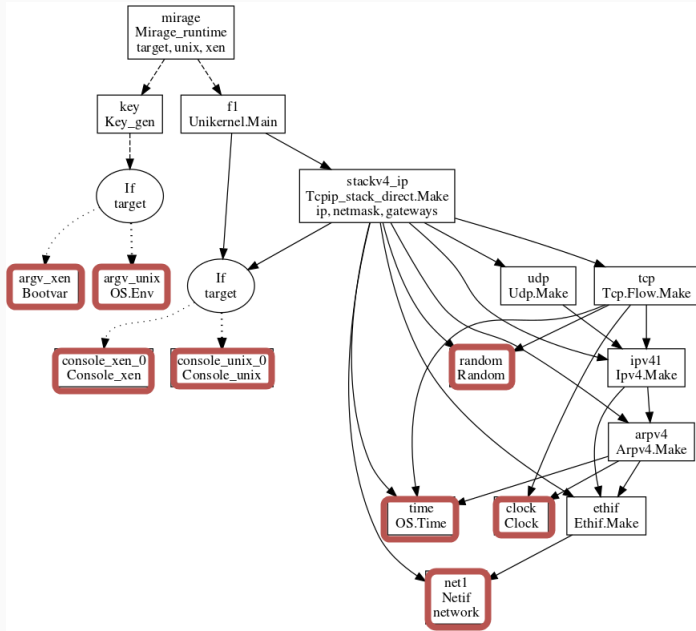 mirage
Mirage_runtime
target, unix, xen
key
Key_gen
f1
Unikernel.Main
If
target
stackv4_ip
Tcpip_stack_direct.Make
ip, netmask, gateways
argv_xen
Bootvar
argv_unix
OS.Env
If
target
udp
Udp.Make
tcp
Tcp.Flow.Make
console_xen_0
Console_xen
console_unix_0
Console_unix
random
Random
ipv41
Ipv4.Make
arpv4
Arpv4.Make
time
OS.Time
clock
Clock
ethif
Ethif.Make
net1
Netif
network